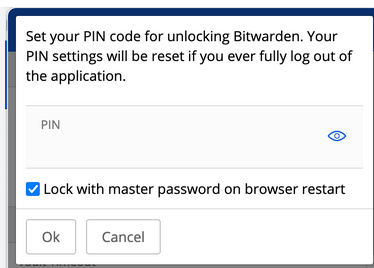 Set your PIN code for unlocking Bitwarden. Your
PIN settings will be reset if you ever fully log out of
the application.
PIN
Lock with master password on browser restart
Ok
Cancel